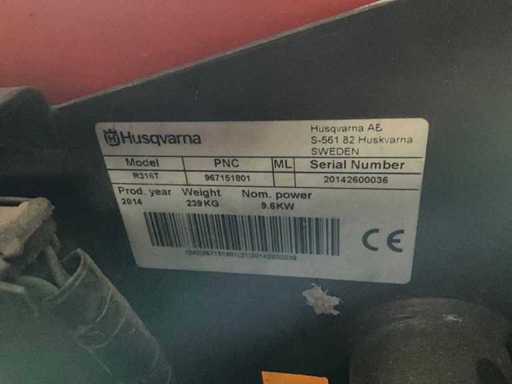 Husqvarna
Husqvarna AB
S-561 82 Huskvarna
SWEDEN
Model PNC ML Serial Number
R316T 967151801 20142600036
Prod. year Weight Nom. power
2014 239KG 9.6KW
CE